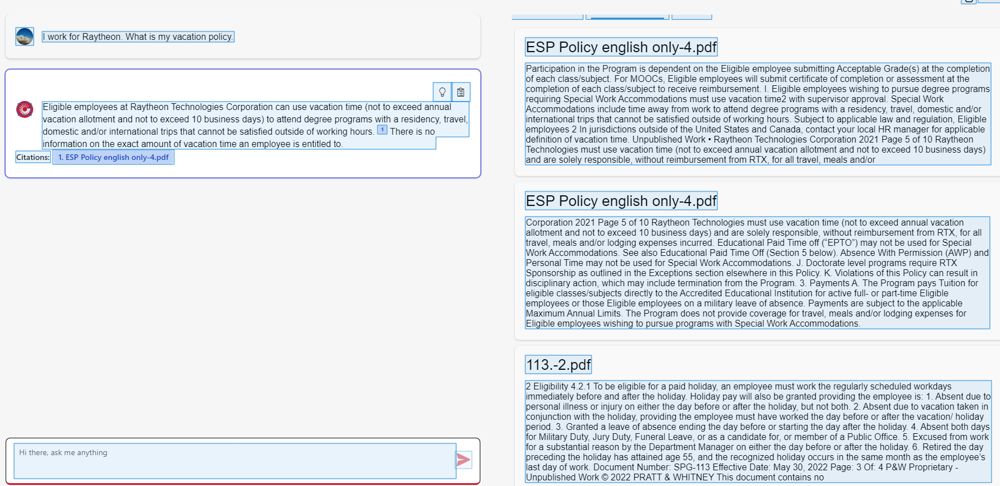 I work for Raytheon. What is my vacation policy.
Eligible employees at Raytheon Technologies Corporation can use vacation time (not to exceed annual
vacation allotment and not to exceed 10 business days) to attend degree programs with a residency, travel,
domestic and/or international trips that cannot be satisfied outside of working hours. 1 There is no
information on the exact amount of vacation time an employee is entitled to.
Citations: 1. ESP Policy english only-4.pdf
Hi there, ask me anything
ESP Policy english only-4.pdf
Participation in the Program is dependent on the Eligible employee submitting Acceptable Grade(s) at the completion
of each class/subject. For MOOCs, Eligible employees will submit certificate of completion or assessment at the
completion of each class/subject to receive reimbursement. I. Eligible employees wishing to pursue degree programs
requiring Special Work Accommodations must use vacation time2 with supervisor approval. Special Work
Accommodations include time away from work to attend degree programs with a residency, travel, domestic and/or
international trips that cannot be satisfied outside of working hours. Subject to applicable law and regulation, Eligible
employees 2 In jurisdictions outside of the United States and Canada, contact your local HR manager for applicable
definition of vacation time. Unpublished Work • Raytheon Technologies Corporation 2021 Page 5 of 10 Raytheon
Technologies must use vacation time (not to exceed annual vacation allotment and not to exceed 10 business days)
and are solely responsible, without reimbursement from RTX, for all travel, meals and/or
ESP Policy english only-4.pdf
Corporation 2021 Page 5 of 10 Raytheon Technologies must use vacation time (not to exceed annual vacation
allotment and not to exceed 10 business days) and are solely responsible, without reimbursement from RTX, for all
travel, meals and/or lodging expenses incurred. Educational Paid Time off (“EPTO”) may not be used for Special
Work Accommodations. See also Educational Paid Time Off (Section 5 below). Absence With Permission (AWP) and
Personal Time may not be used for Special Work Accommodations. J. Doctorate level programs require RTX
Sponsorship as outlined in the Exceptions section elsewhere in this Policy. K. Violations of this Policy can result in
disciplinary action, which may include termination from the Program. 3. Payments A. The Program pays Tuition for
eligible classes/subjects directly to the Accredited Educational Institution for active full- or part-time Eligible
employees or those Eligible employees on a military leave of absence. Payments are subject to the applicable
Maximum Annual Limits. The Program does not provide coverage for travel, meals and/or lodging expenses for
Eligible employees wishing to pursue programs with Special Work Accommodations.
113.-2.pdf
2 Eligibility 4.2.1 To be eligible for a paid holiday, an employee must work the regularly scheduled workdays
immediately before and after the holiday. Holiday pay will also be granted providing the employee is: 1. Absent due to
personal illness or injury on either the day before or after the holiday, but not both. 2. Absent due to vacation taken in
conjunction with the holiday, providing the employee must have worked the day before or after the vacation/ holiday
period. 3. Granted a leave of absence ending the day before or starting the day after the holiday. 4. Absent both days
for Military Duty, Jury Duty, Funeral Leave, or as a candidate for, or member of a Public Office. 5. Excused from work
for a substantial reason by the Department Manager on either the day before or after the holiday. 6. Retired the day
preceding the holiday has attained age 55, and the recognized holiday occurs in the same month as the employee’s
last day of work. Document Number: SPG-113 Effective Date: May 30, 2022 Page: 3 Of: 4 P&W Proprietary -
Unpublished Work © 2022 PRATT & WHITNEY This document contains no